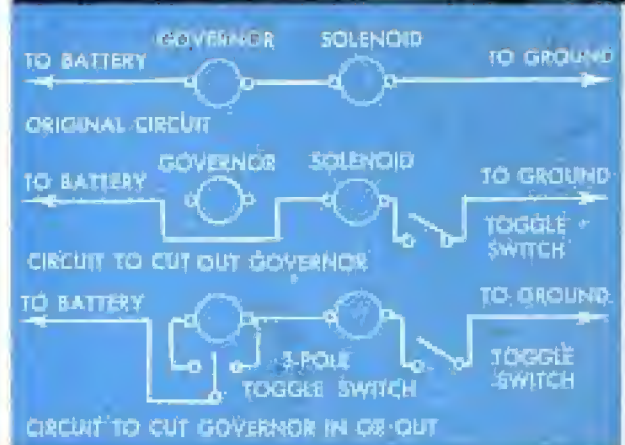 GOVERNOR SOLENOID
TO BATTERY TO GROUND
ORIGINAL CIRCUIT
GOVERNOR SOLENOID
TO BATTERY TO GROUND
TOGGLE
SWITCH
CIRCUIT TO CUT OUT GOVERNOR
TO BATTERY TO GROUND
3-POLE
TOGGLE SWITCH
TOGGLE
SWITCH
CIRCUIT TO CUT GOVERNOR IN OR OUT